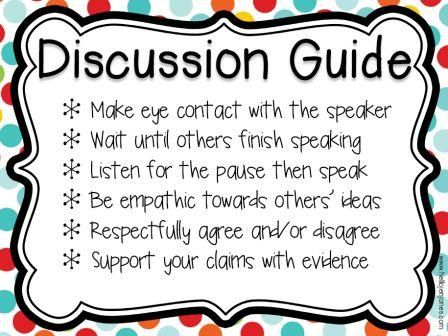 Discussion Guide
Make eye contact with the speaker
Wait until others finish speaking
Listen for the pause then speak
Be empathic towards others' ideas
Respectfully agree and/or disagree
Support your claims with evidence